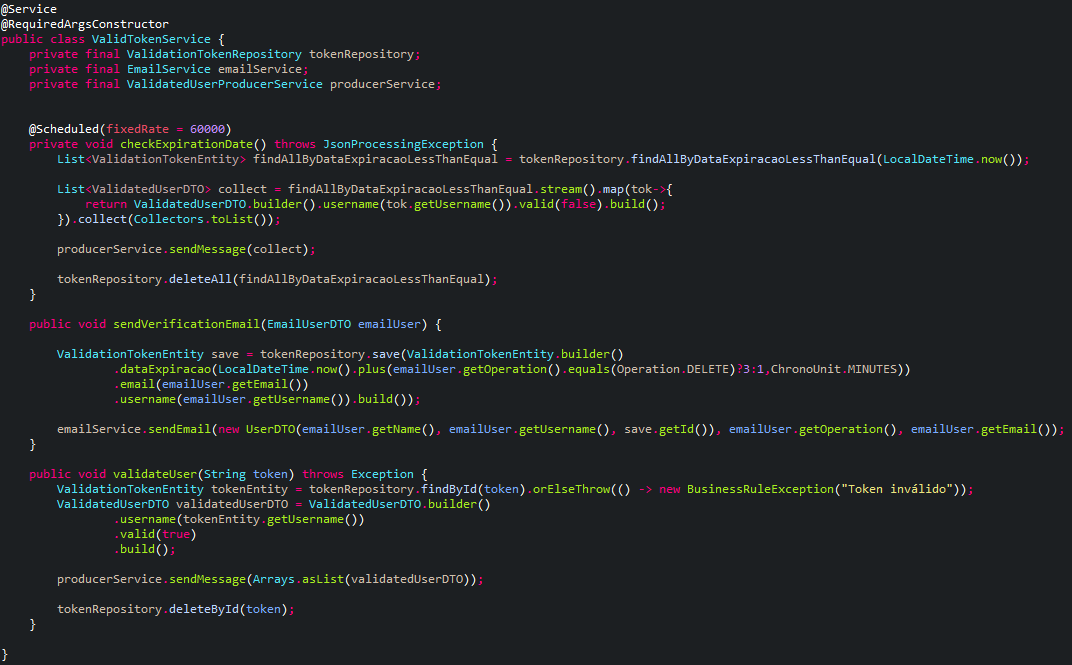 @Service
@RequiredArgsConstructor
public class ValidTokenService {
    private final ValidationTokenRepository tokenRepository;
    private final EmailService emailService;
    private final ValidatedUserProducerService producerService;

    @Scheduled(fixedRate = 60000)
    private void checkExpirationDate() throws JsonProcessingException {
        List<ValidationTokenEntity> findAllByDataExpiracaoLessThanEqual = tokenRepository.findAllByDataExpiracaoLessThanEqual(LocalDateTime.now());

        List<ValidatedUserDTO> collect = findAllByDataExpiracaoLessThanEqual.stream().map(tok->{
            return ValidatedUserDTO.builder().username(tok.getUsername()).valid(false).build();
        }).collect(Collectors.toList());

        producerService.sendMessage(collect);

        tokenRepository.deleteAll(findAllByDataExpiracaoLessThanEqual);
    }

    public void sendVerificationEmail(EmailUserDTO emailUser) {

        ValidationTokenEntity save = tokenRepository.save(ValidationTokenEntity.builder()
                .dataExpiracao(LocalDateTime.now().plus(emailUser.getOperation().equals(Operation.DELETE)?3:1,ChronoUnit.MINUTES))
                .email(emailUser.getEmail())
                .username(emailUser.getUsername()).build());

        emailService.sendEmail(new UserDTO(emailUser.getName(), emailUser.getUsername(), save.getId()), emailUser.getOperation(), emailUser.getEmail());
    }

    public void validateUser(String token) throws Exception {
        ValidationTokenEntity tokenEntity = tokenRepository.findById(token).orElseThrow(() -> new BusinessRuleException("Token inválido"));
        ValidatedUserDTO validatedUserDTO = ValidatedUserDTO.builder()
                .username(tokenEntity.getUsername())
                .valid(true)
                .build();

        producerService.sendMessage(Arrays.asList(validatedUserDTO));

        tokenRepository.deleteById(token);
    }

}